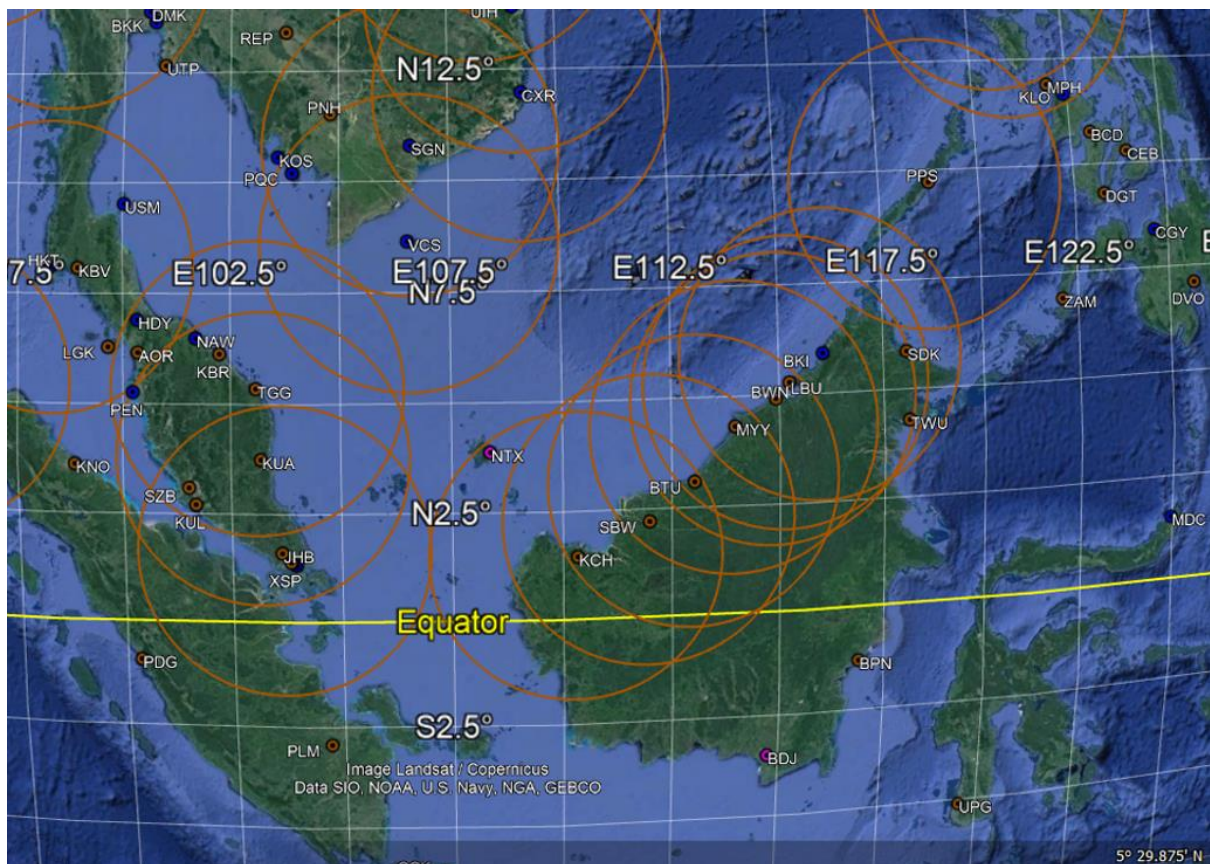 DMK
BKK
UIH
REP
UTP
N12.5°
CXR
MPH
KLO
PNH
BCD
SGN
CEB
KOS
PQC
PPS
DGT
USM
VCS
CGY
HKT
KBV
7.5°
E102.5°
E107.5°
N7.5°
E112.5°
E117.5°
E122.5°
E
DVO
ZAM
HDY
LGK
AOR
NAW
KBR
BKI
SDK
PEN
TGG
BWN
LBU
MYY
TWU
KNO
KUA
NTX
SZB
KUL
BTU
N2.5°
SBW
MDC
JHB
XSP
KCH
Equator
PDG
BPN
S2.5°
PLM
BDJ
Image Landsat / Copernicus
Data SIO, NOAA, U.S. Navy, NGA, GEBCO
UPG
5° 29.875' N